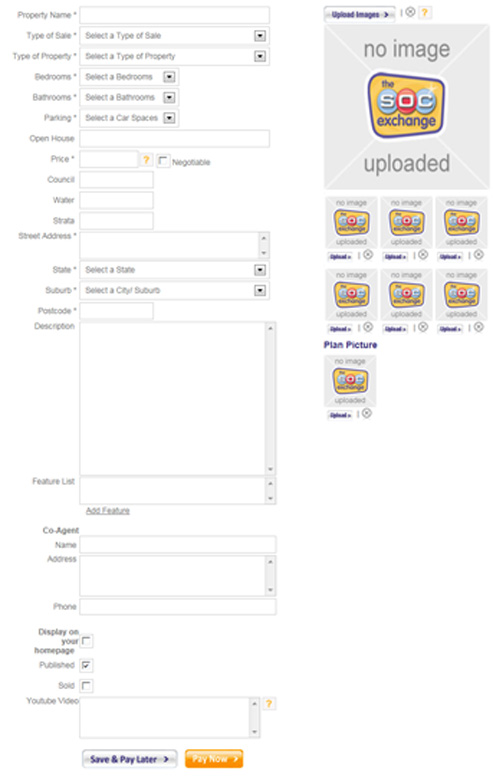 Property Name *
Type of Sale * Select a Type of Sale
Type of Property * Select a Type of Property
Bedrooms * Select a Bedrooms
Bathrooms * Select a Bathrooms
Parking * Select a Car Spaces
Open House
Price * ? Negotiable
Council
Water
Strata
Street Address *
State * Select a State
Suburb * Select a City/ Suburb
Postcode *
Description
Feature List
Add Feature
Co-Agent
Name
Address
Phone
Display on
your
homepage
Published
Sold
Youtube Video ?
Save & Pay Later > Pay Now >
Upload Images > | ?
no image
the
SOC
exchange
uploaded
no image no image no image
the SOC exchange the SOC exchange the SOC exchange
uploaded uploaded uploaded
Upload > | Upload > | Upload > |
no image no image no image
the SOC exchange the SOC exchange the SOC exchange
uploaded uploaded uploaded
Upload > | Upload > | Upload > |
Plan Picture
no image
the SOC exchange
uploaded
Upload > |